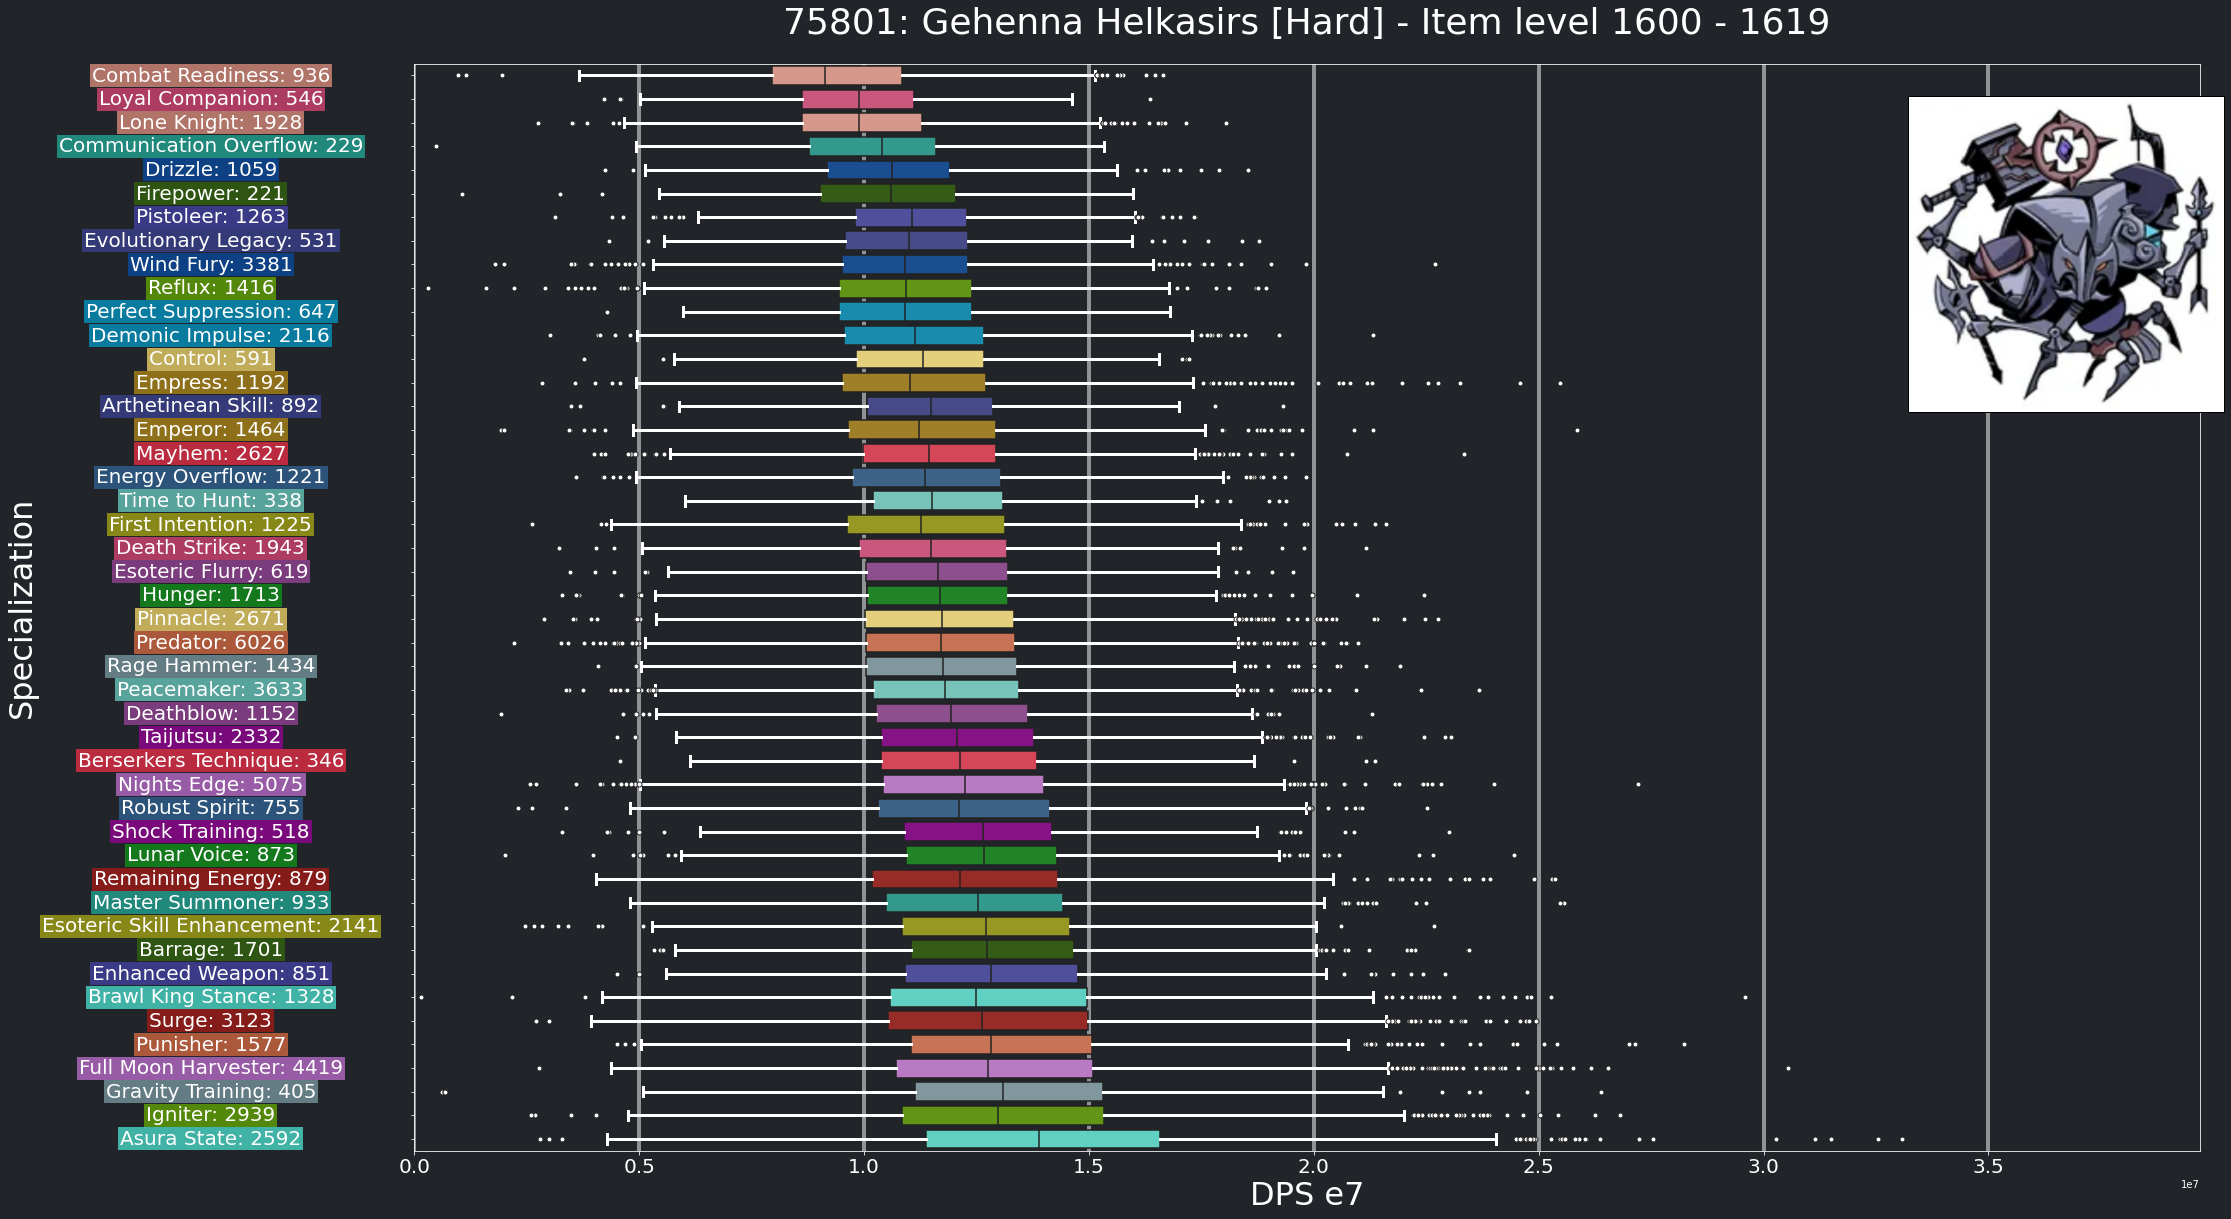 75801: Gehenna Helkasirs [Hard] - Item level 1600 - 1619
Specialization
Combat Readiness: 936
Loyal Companion: 546
Lone Knight: 1928
Communication Overflow: 229
Drizzle: 1059
Firepower: 221
Pistoleer: 1263
Evolutionary Legacy: 531
Wind Fury: 3381
Reflux: 1416
Perfect Suppression: 647
Demonic Impulse: 2116
Control: 591
Empress: 1192
Arthetinean Skill: 892
Emperor: 1464
Mayhem: 2627
Energy Overflow: 1221
Time to Hunt: 338
First Intention: 1225
Death Strike: 1943
Esoteric Flurry: 619
Hunger: 1713
Pinnacle: 2671
Predator: 6026
Rage Hammer: 1434
Peacemaker: 3633
Deathblow: 1152
Taijutsu: 2332
Berserkers Technique: 346
Nights Edge: 5075
Robust Spirit: 755
Shock Training: 518
Lunar Voice: 873
Remaining Energy: 879
Master Summoner: 933
Esoteric Skill Enhancement: 2141
Barrage: 1701
Enhanced Weapon: 851
Brawl King Stance: 1328
Surge: 3123
Punisher: 1577
Full Moon Harvester: 4419
Gravity Training: 405
Igniter: 2939
Asura State: 2592
0.0 0.5 1.0 1.5 2.0 2.5 3.0 3.5
DPS e7
1e7